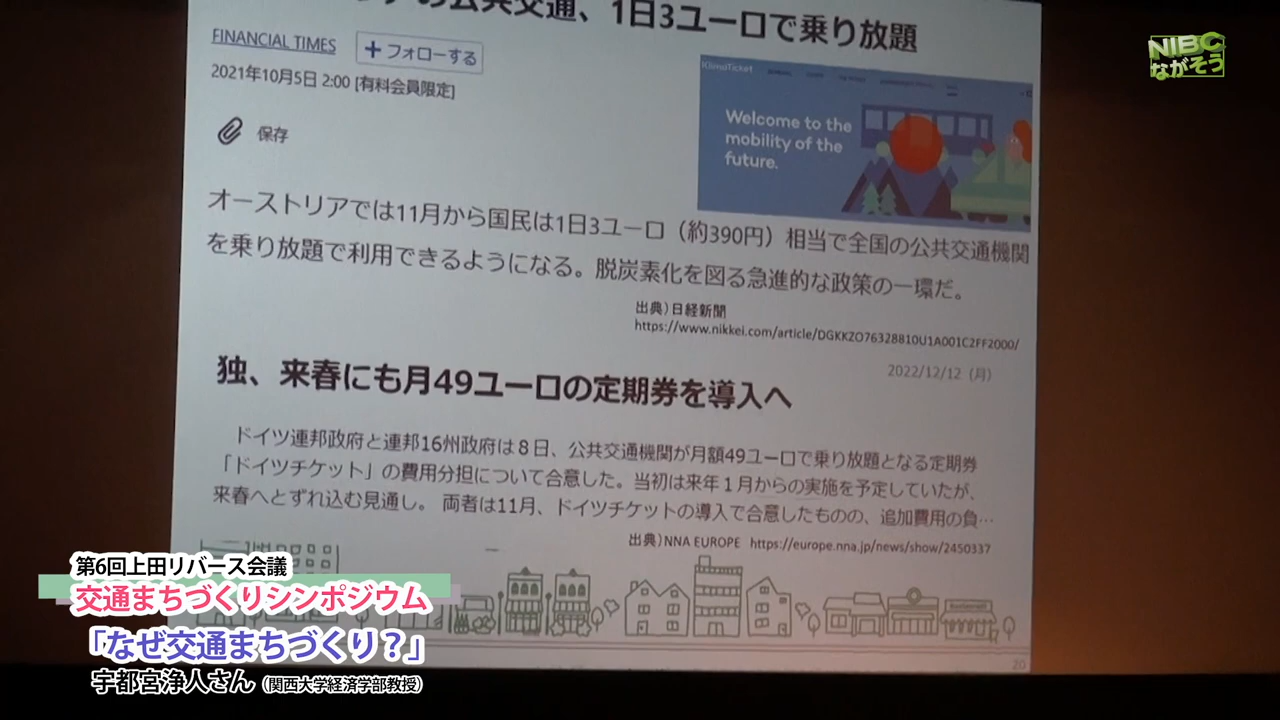 の公共交通、1日3ユーロで乗り放題
FINANCIAL TIMES
+フォローする
2021年10月5日 2:00 [有料会員限定]
保存
KlimaTicket
Welcome to the
mobility of the
future.
オーストリアでは11月から国民は1日3ユーロ（約390円）相当で全国の公共交通機関
を乗り放題で利用できるようになる。脱炭素化を図る急進的な政策の一環だ。
出典）日経新聞
https://www.nikkei.com/article/DGKKZO76328810U1A001C2FF2000/
2022/12/12（月）
独、来春にも月49ユーロの定期券を導入へ
ドイツ連邦政府と連邦16州政府は８日、公共交通機関が月額49ユーロで乗り放題となる定期券
「ドイツチケット」の費用分担について合意した。当初は来年１月からの実施を予定していたが、
来春へとずれ込む見通し。 両者は11月、ドイツチケットの導入で合意したものの、追加費用の負…
出典）NNA EUROPE https://europe.nna.jp/news/show/2450337
20
NIBC
ながそう
第6回上田リバース会議
交通まちづくりシンポジウム
「なぜ交通まちづくり？」
宇都宮浄人さん（関西大学経済学部教授）